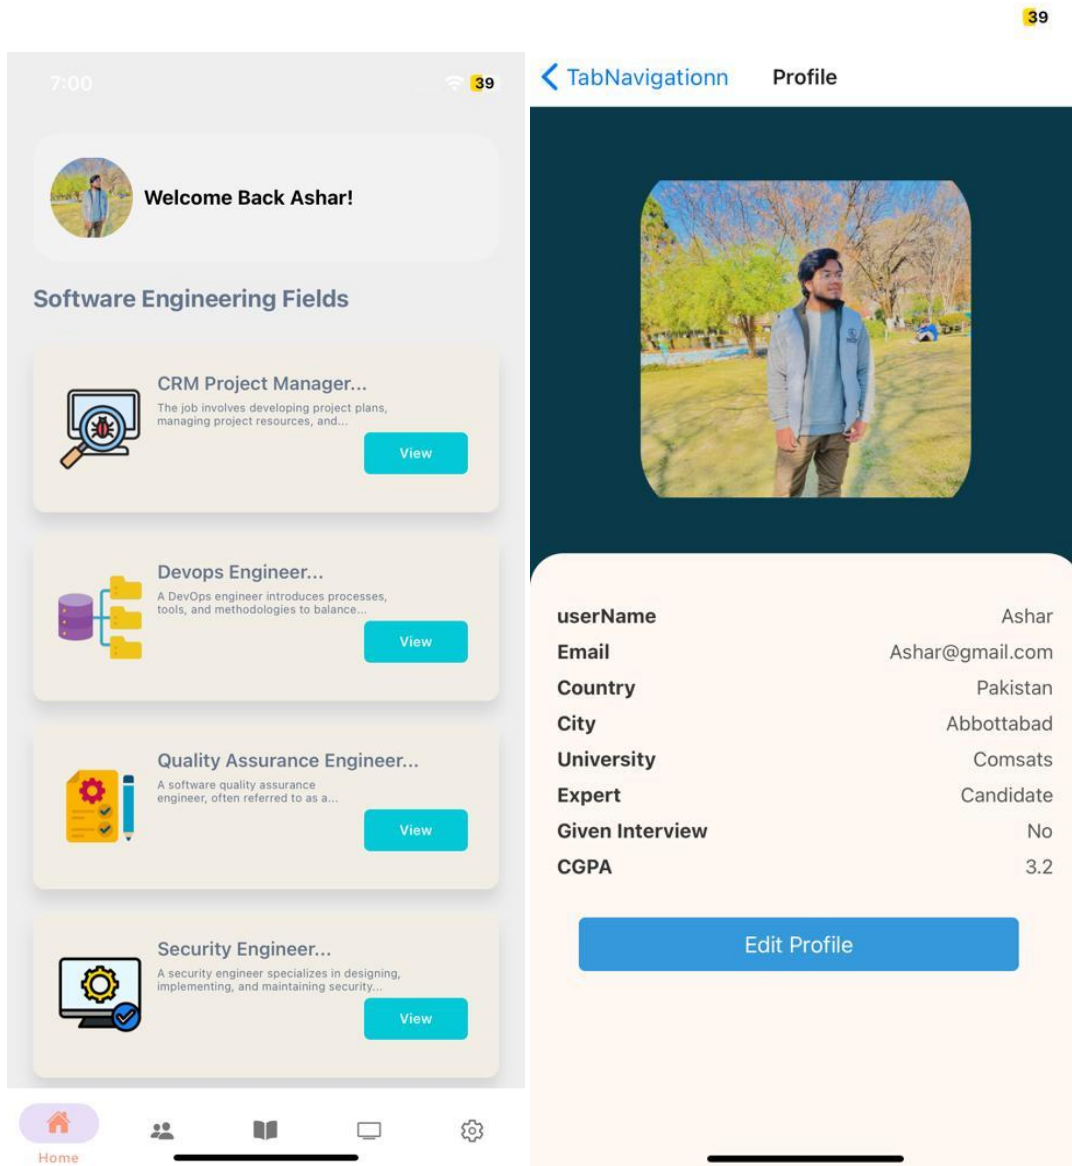 39
7:00
39
Welcome Back Ashar!
Software Engineering Fields
CRM Project Manager...
The job involves developing project plans,
managing project resources, and...
View
Devops Engineer...
A DevOps engineer introduces processes,
tools, and methodologies to balance...
View
Quality Assurance Engineer...
A software quality assurance
engineer, often referred to as a...
View
Security Engineer...
A security engineer specializes in designing,
implementing, and maintaining security...
View
Home
TabNavigationn Profile
userName Ashar
Email Ashar@gmail.com
Country Pakistan
City Abbottabad
University Comsats
Expert Candidate
Given Interview No
CGPA 3.2
Edit Profile